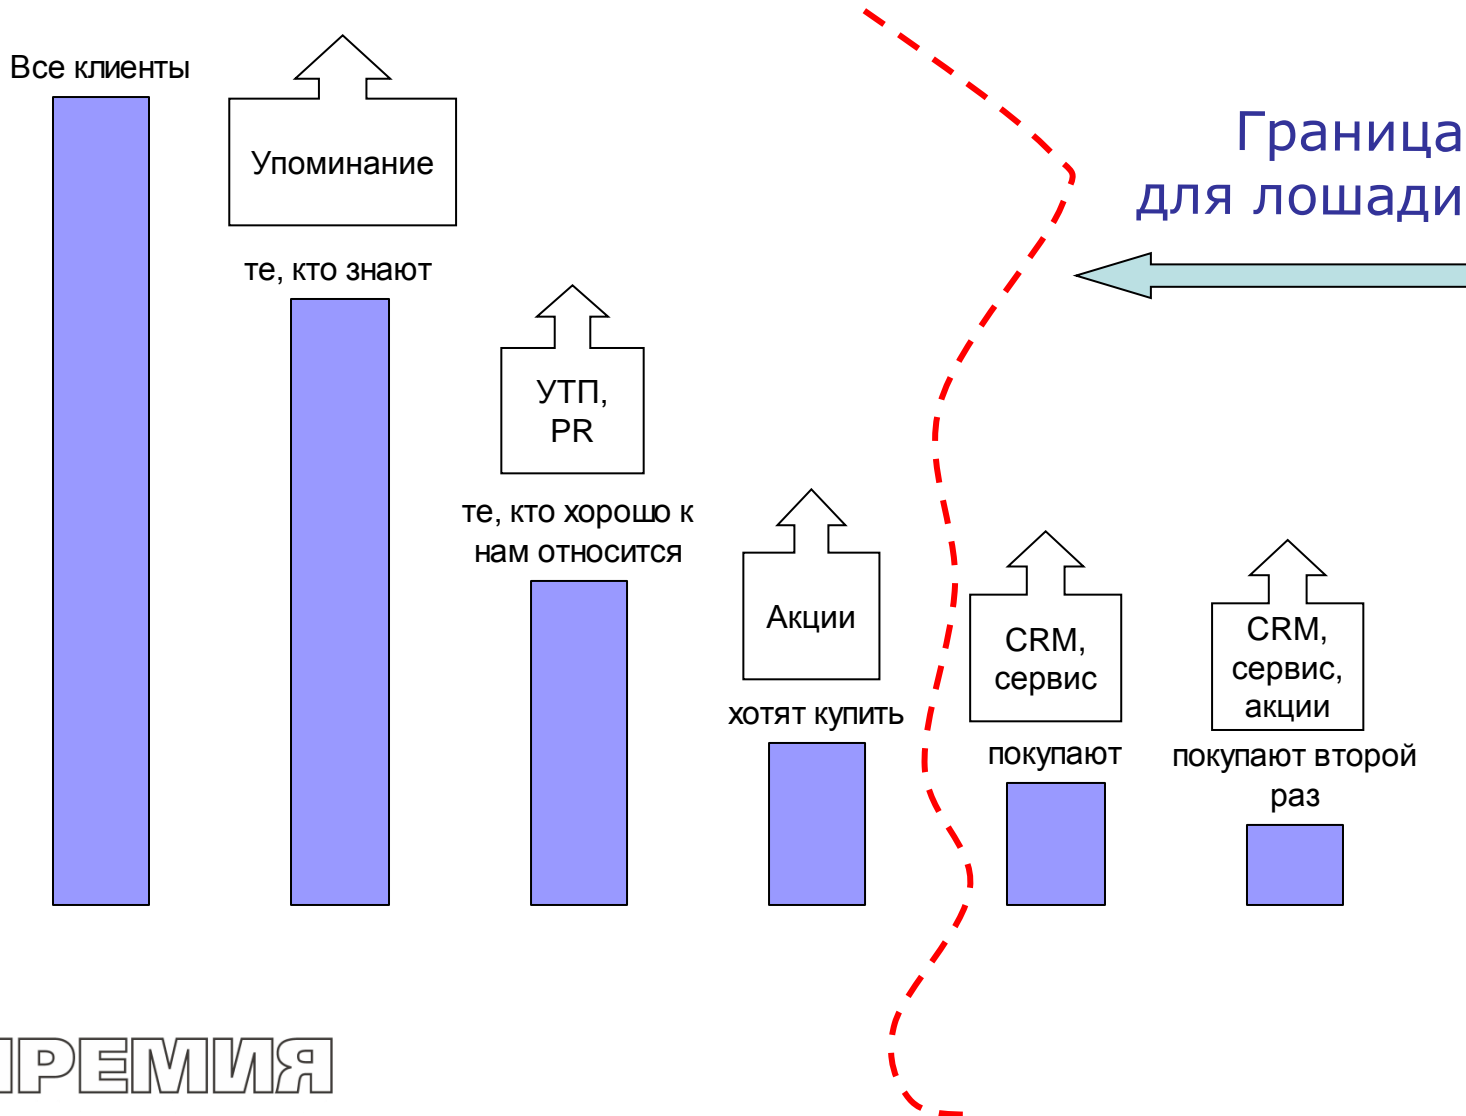 Все клиенты
Упоминание
те, кто знают
УТП,
PR
те, кто хорошо к
нам относится
Акции
хотят купить
Граница
для лошади
CRM,
сервис
покупают
CRM,
сервис,
акции
покупают второй
раз
ПРЕМИЯ